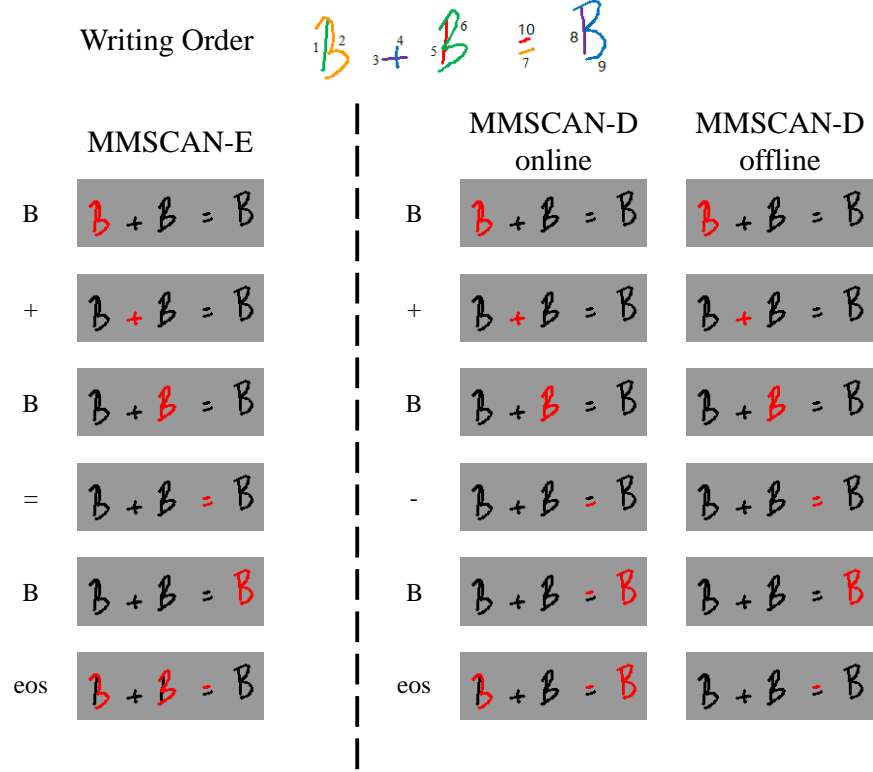 Writing Order 1 2 B 3 4 + 5 6 B 10 = 7 8 B 9
MMSCAN-E MMSCAN-D online MMSCAN-D offline
B B + B = B B B + B = B B + B = B
+ B + B = B + B + B = B B + B = B
B B + B = B B B + B = B B + B = B
= B + B = B - B + B = B B + B = B
B B + B = B B B + B = B B + B = B
eos B + B = B eos B + B = B B + B = B